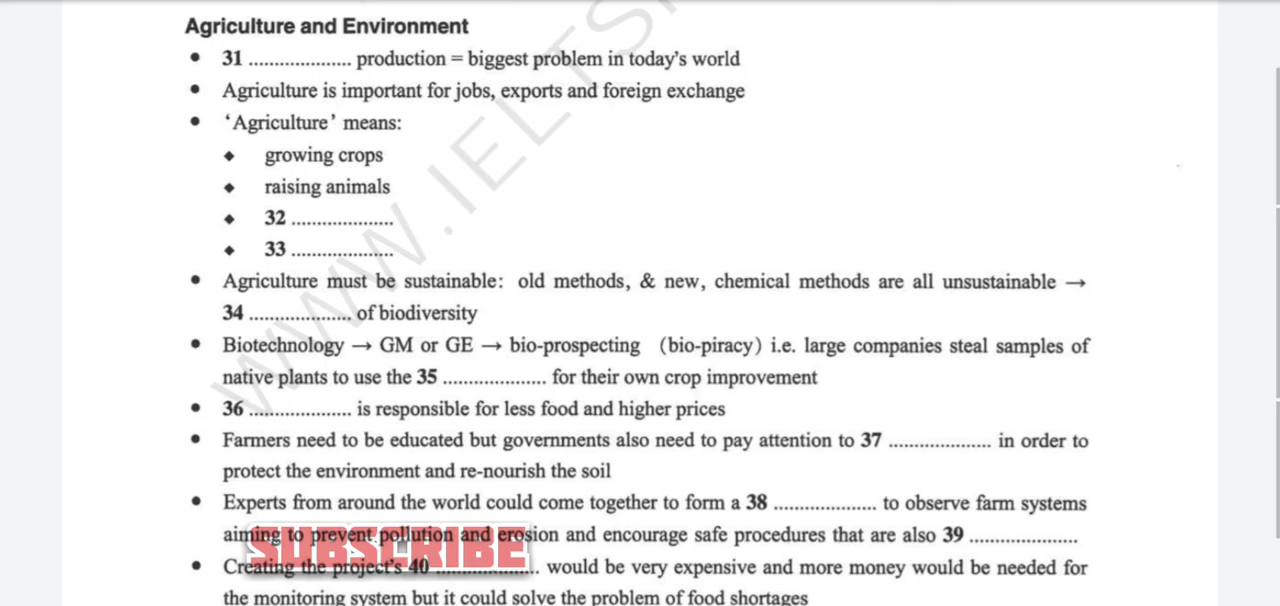 Agriculture and Environment
• 31 ................... production = biggest problem in today's world
• Agriculture is important for jobs, exports and foreign exchange
• 'Agriculture' means:
◆ growing crops
◆ raising animals
◆ 32 ...................
◆ 33 ...................
• Agriculture must be sustainable: old methods, & new, chemical methods are all unsustainable →
34 ................... of biodiversity
• Biotechnology → GM or GE → bio-prospecting (bio-piracy) i.e. large companies steal samples of
native plants to use the 35 ................... for their own crop improvement
• 36 ................... is responsible for less food and higher prices
• Farmers need to be educated but governments also need to pay attention to 37 ................... in order to
protect the environment and re-nourish the soil
• Experts from around the world could come together to form a 38 ................... to observe farm systems
aiming to prevent pollution and erosion and encourage safe procedures that are also 39 ....................
SUBSCRIBE
• Creating the project's 40 ................... would be very expensive and more money would be needed for
the monitoring system but it could solve the problem of food shortages
WWW.IELTS